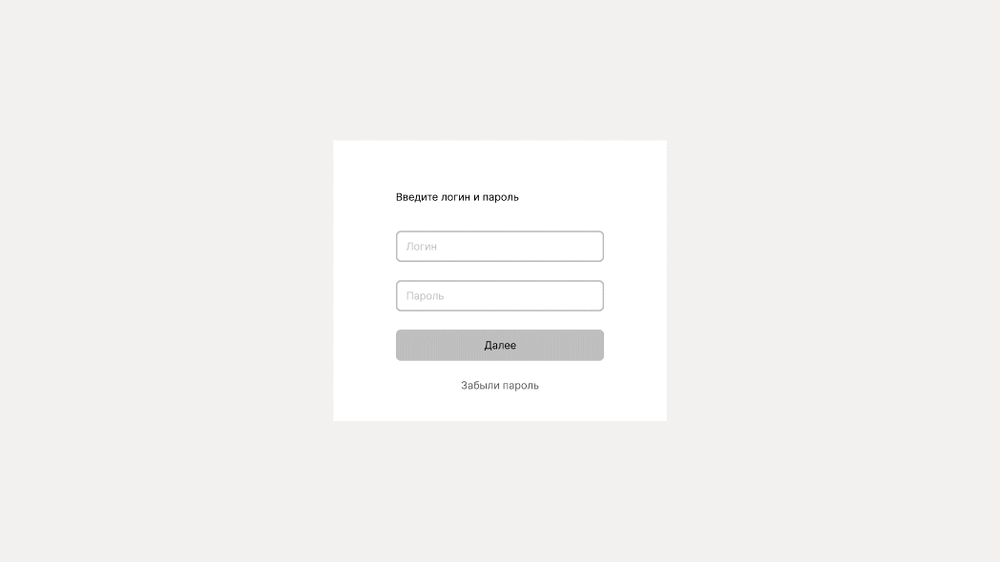 Введите логин и пароль
Логин
Пароль
Далее
Забыли пароль